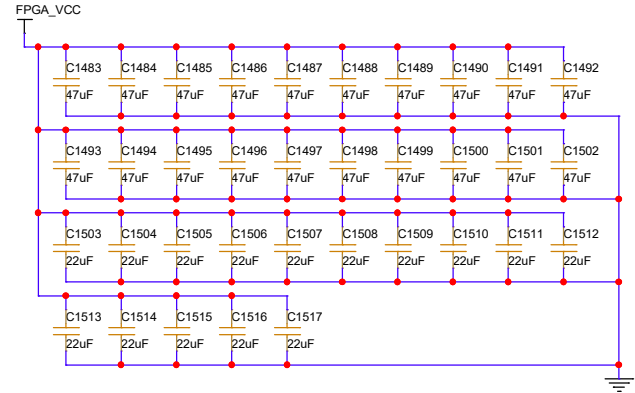 FPGA_VCC
C1483 C1484 C1485 C1486 C1487 C1488 C1489 C1490 C1491 C1492
47uF 47uF 47uF 47uF 47uF 47uF 47uF 47uF 47uF 47uF
C1493 C1494 C1495 C1496 C1497 C1498 C1499 C1500 C1501 C1502
47uF 47uF 47uF 47uF 47uF 47uF 47uF 47uF 47uF 47uF
C1503 C1504 C1505 C1506 C1507 C1508 C1509 C1510 C1511 C1512
22uF 22uF 22uF 22uF 22uF 22uF 22uF 22uF 22uF 22uF
C1513 C1514 C1515 C1516 C1517
22uF 22uF 22uF 22uF 22uF